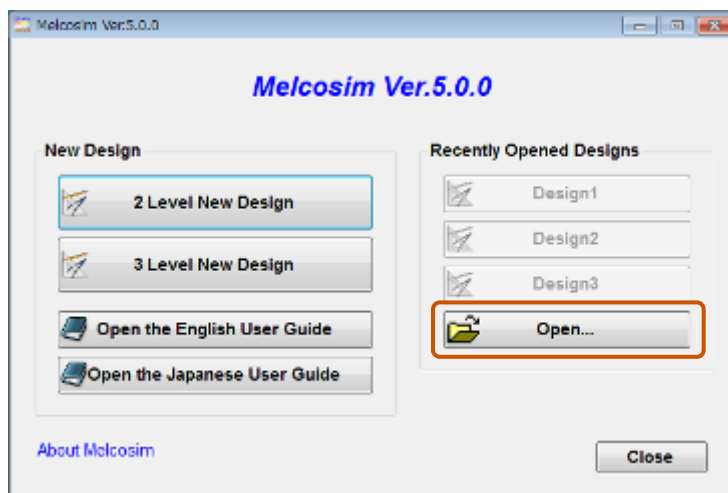 Melcosim Ver.5.0.0
Melcosim Ver.5.0.0
New Design
2 Level New Design
3 Level New Design
Open the English User Guide
Open the Japanese User Guide
Recently Opened Designs
Design1
Design2
Design3
Open...
About Melcosim
Close